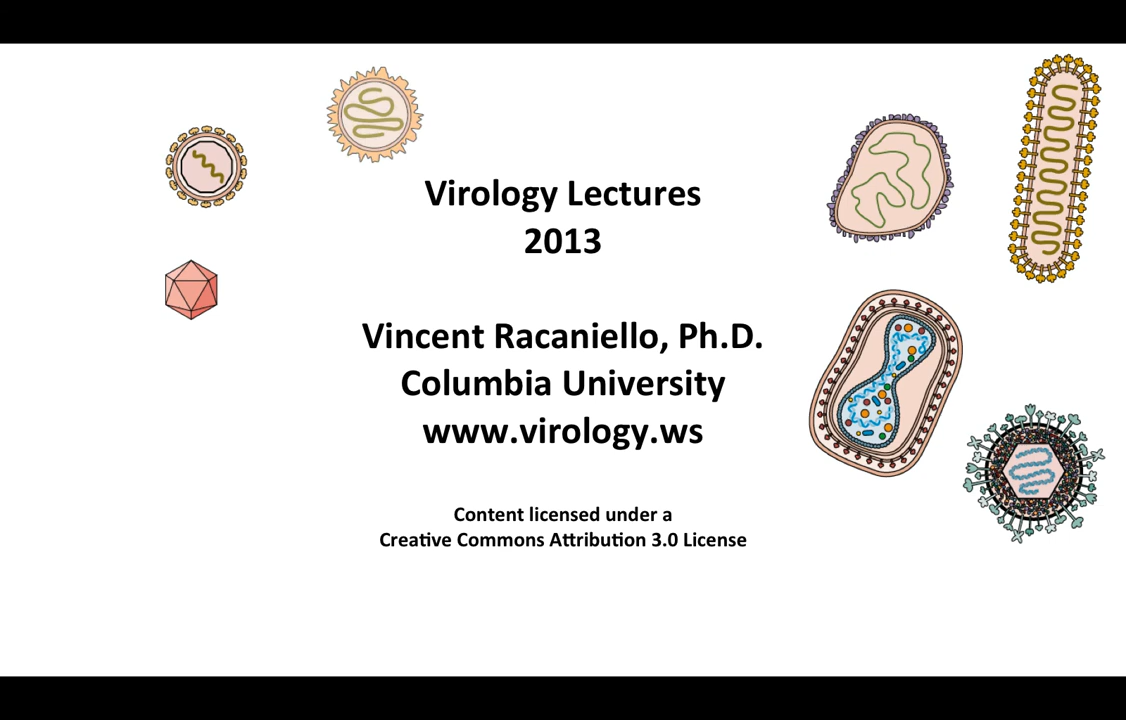 Virology Lectures
2013
Vincent Racaniello, Ph.D.
Columbia University
www.virology.ws
Content licensed under a
Creative Commons Attribution 3.0 License